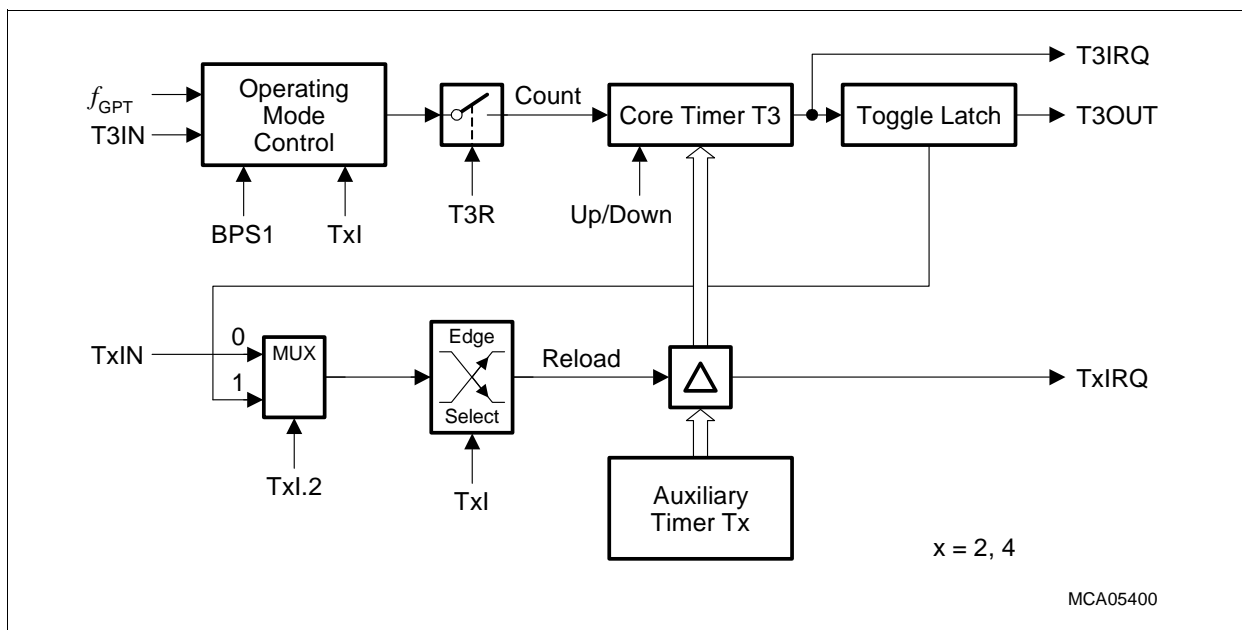 T3IRQ
fGPT
T3IN
Operating
Mode
Control
Count
Core Timer T3
Toggle Latch
T3OUT
BPS1
TxI
T3R
Up/Down
TxIN
0
1
MUX
Edge
Select
Reload
TxIRQ
TxI.2
TxI
Auxiliary
Timer Tx
x = 2, 4
MCA05400